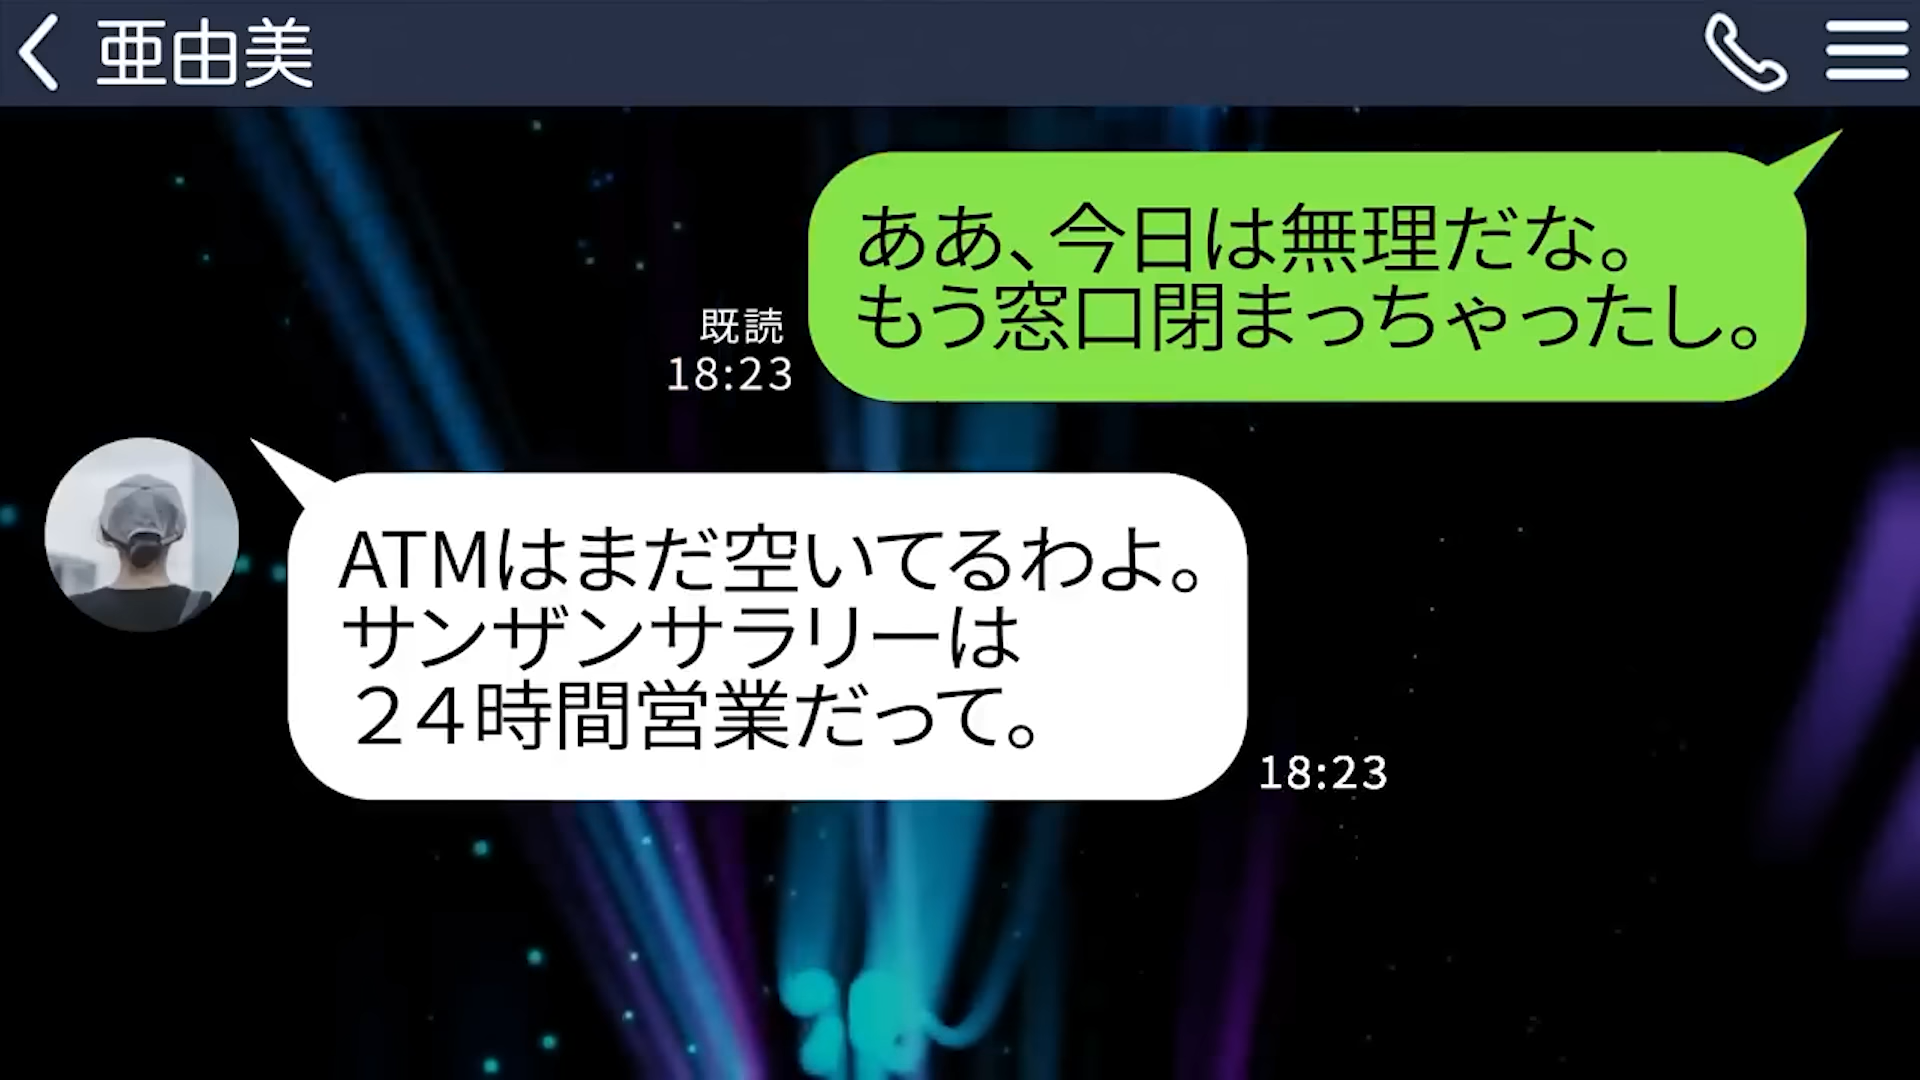 亜由美
ああ、今日は無理だな。
もう窓口閉まっちゃったし。
既読
18:23
ATMはまだ空いてるわよ。
サンザンサラリーは
２４時間営業だって。
18:23